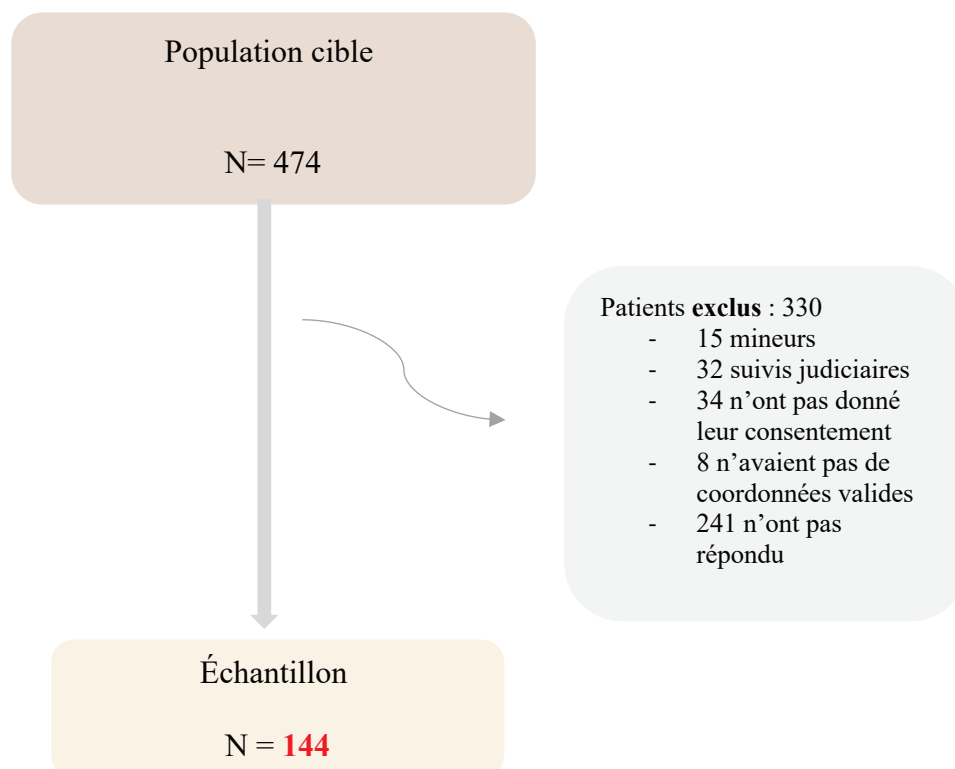 Population cible
N= 474
Patients exclus : 330
- 15 mineurs
- 32 suivis judiciaires
- 34 n’ont pas donné
leur consentement
- 8 n’avaient pas de
coordonnées valides
- 241 n’ont pas
répondu
Échantillon
N = 144